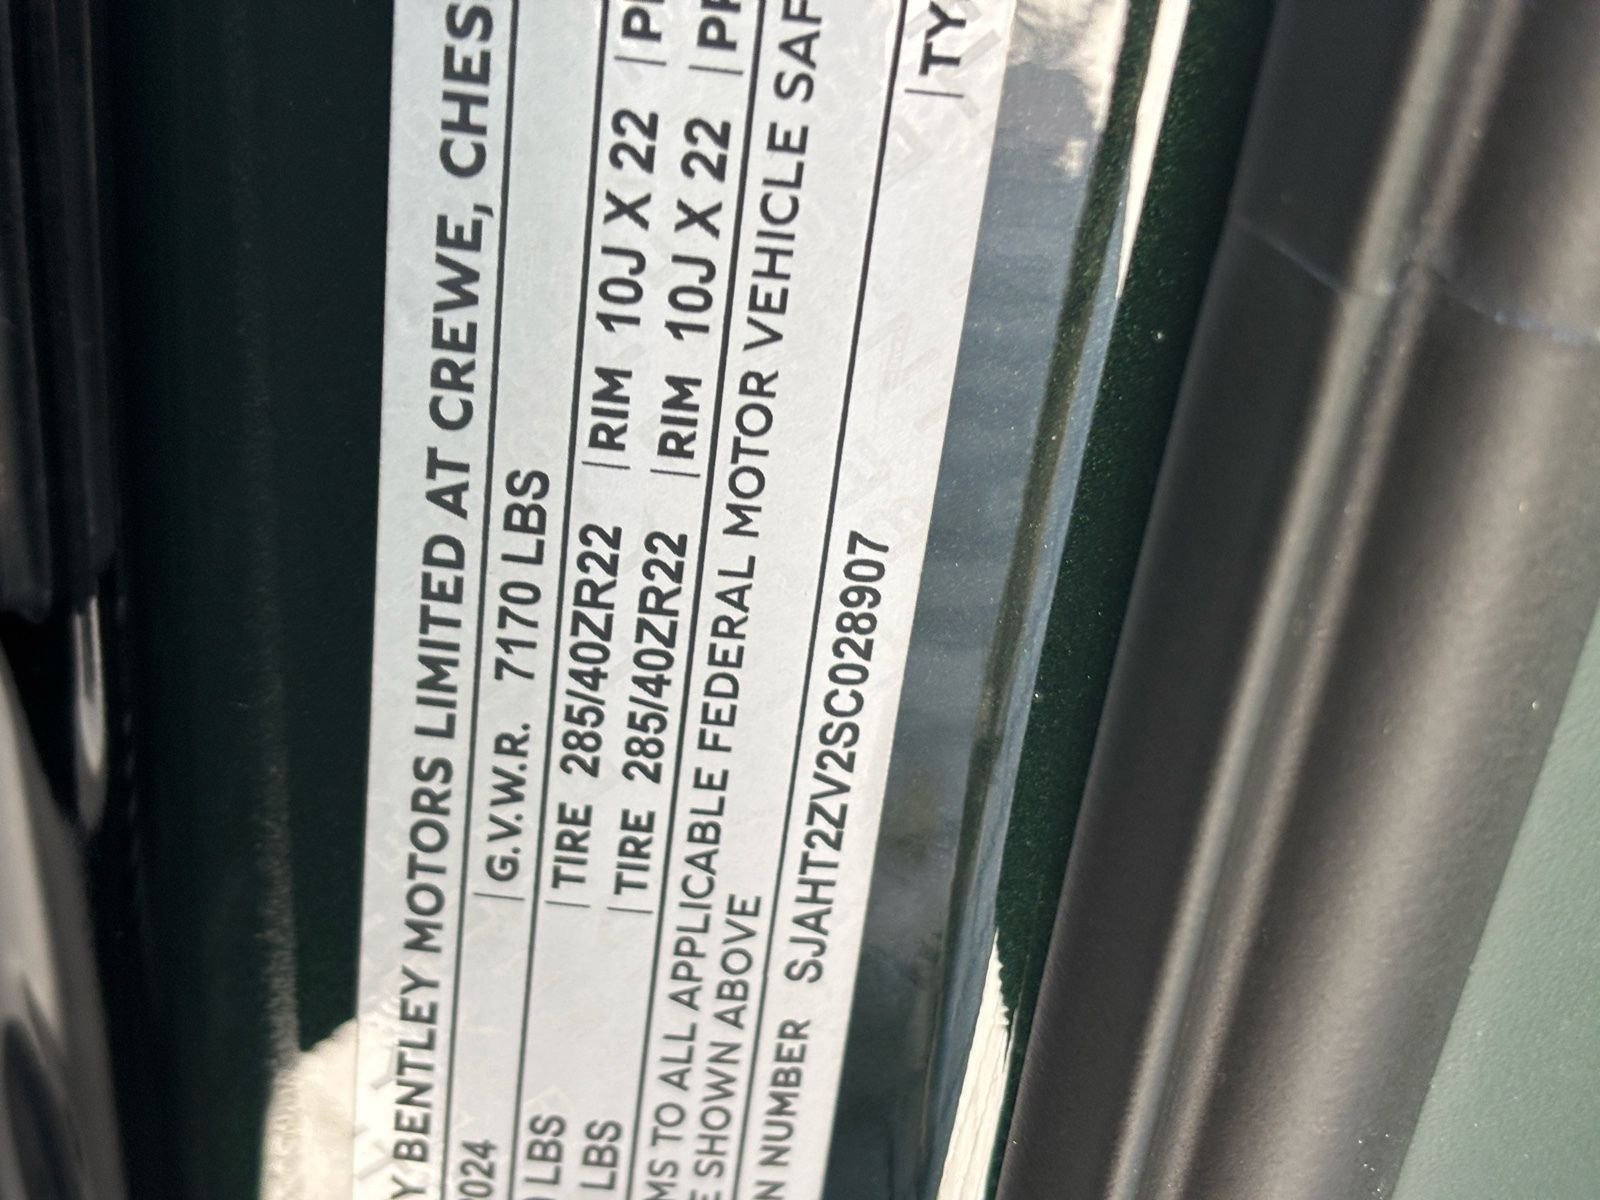 Y BENTLEY MOTORS LIMITED AT CREWE, CHES
2024 | G.V.W.R. 7170 LBS
LBS | TIRE 285/40ZR22 | RIM 10J X 22 |
LBS | TIRE 285/40ZR22 | RIM 10J X 22 |
MS TO ALL APPLICABLE FEDERAL MOTOR VEHICLE SAF
E SHOWN ABOVE
N NUMBER SJAHT2ZV2SC028907 | TY